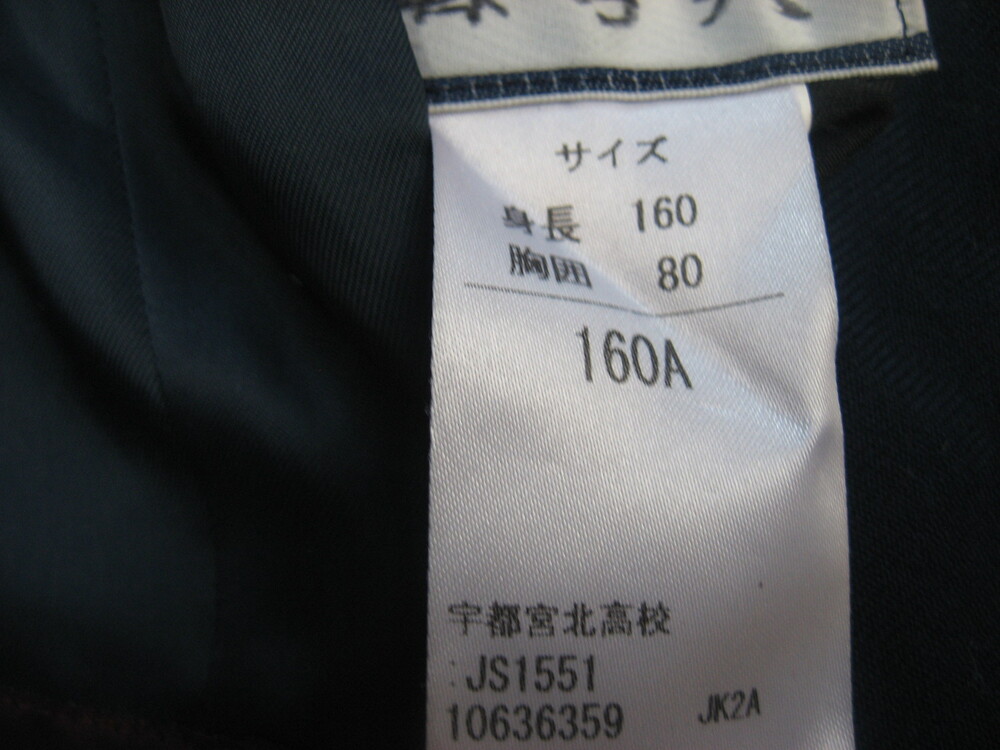 サイズ
身長 160
胸囲 80
160A
宇都宮北高校
:JS1551
10636359 JK2A